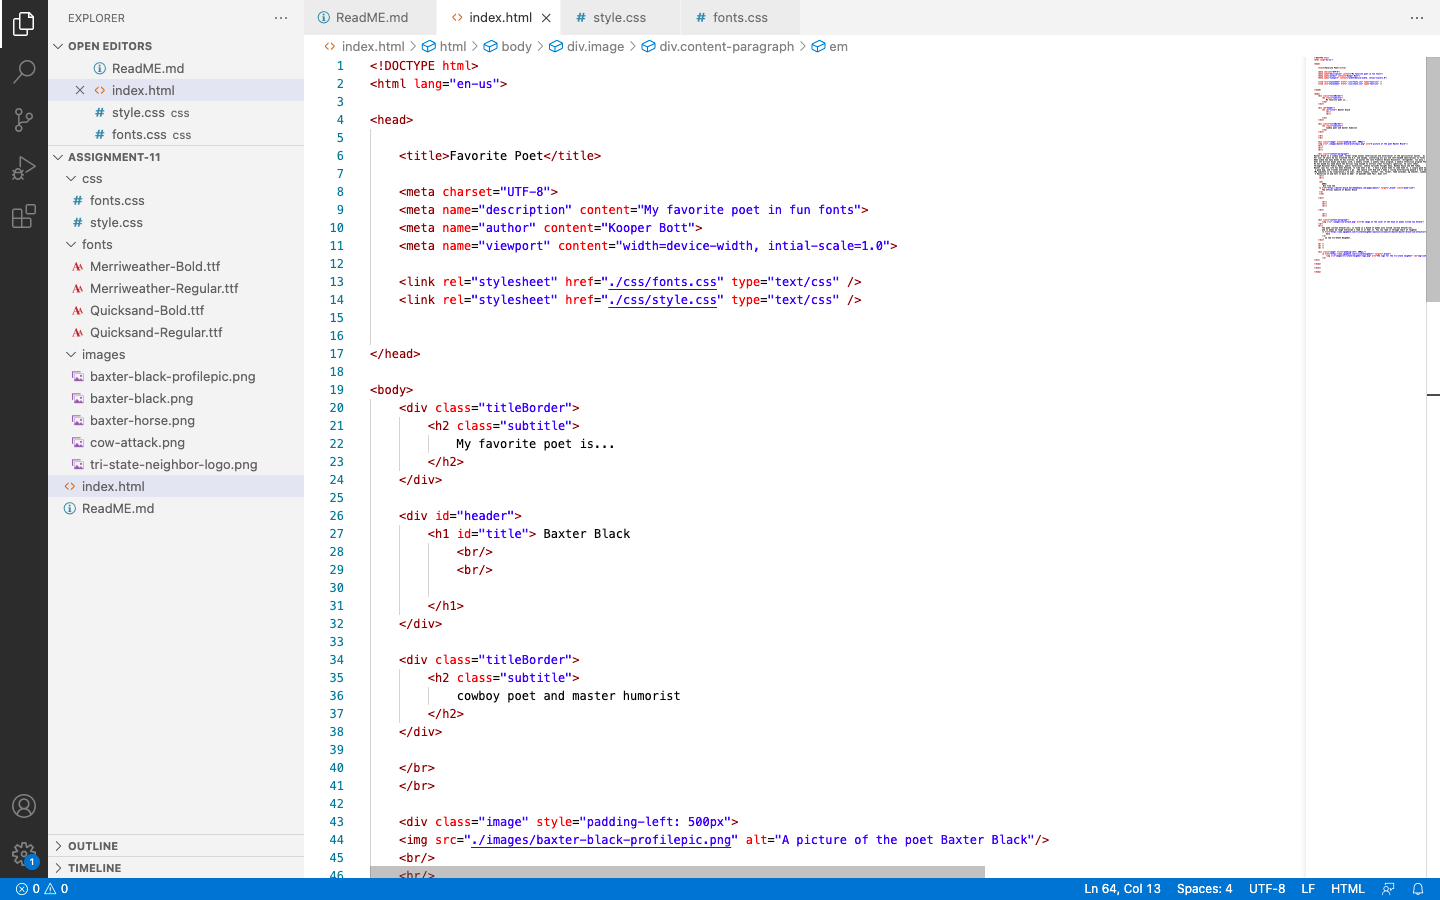 EXPLORER
OPEN EDITORS
ReadME.md
index.html
style.css css
fonts.css css
ASSIGNMENT-11
css
fonts.css
style.css
fonts
Merriweather-Bold.ttf
Merriweather-Regular.ttf
Quicksand-Bold.ttf
Quicksand-Regular.ttf
images
baxter-black-profilepic.png
baxter-black.png
baxter-horse.png
cow-attack.png
tri-state-neighbor-logo.png
index.html
ReadME.md
OUTLINE
TIMELINE
1
ReadME.md index.html style.css fonts.css
index.html > html > body > div.image > div.content-paragraph > em
1 <!DOCTYPE html>
2 <html lang="en-us">
3
4 <head>
5
6 <title>Favorite Poet</title>
7
8 <meta charset="UTF-8">
9 <meta name="description" content="My favorite poet in fun fonts">
10 <meta name="author" content="Kooper Bott">
11 <meta name="viewport" content="width=device-width, intial-scale=1.0">
12
13 <link rel="stylesheet" href="./css/fonts.css" type="text/css" />
14 <link rel="stylesheet" href="./css/style.css" type="text/css" />
15
16
17 </head>
18
19 <body>
20 <div class="titleBorder">
21 <h2 class="subtitle">
22 My favorite poet is...
23 </h2>
24 </div>
25
26 <div id="header">
27 <h1 id="title"> Baxter Black
28 <br/>
29 <br/>
30
31 </h1>
32 </div>
33
34 <div class="titleBorder">
35 <h2 class="subtitle">
36 cowboy poet and master humorist
37 </h2>
38 </div>
39
40 </br>
41 </br>
42
43 <div class="image" style="padding-left: 500px">
44 <img src="./images/baxter-black-profilepic.png" alt="A picture of the poet Baxter Black"/>
45 <br/>
46 <br/>
0 0 Ln 64, Col 13 Spaces: 4 UTF-8 LF HTML